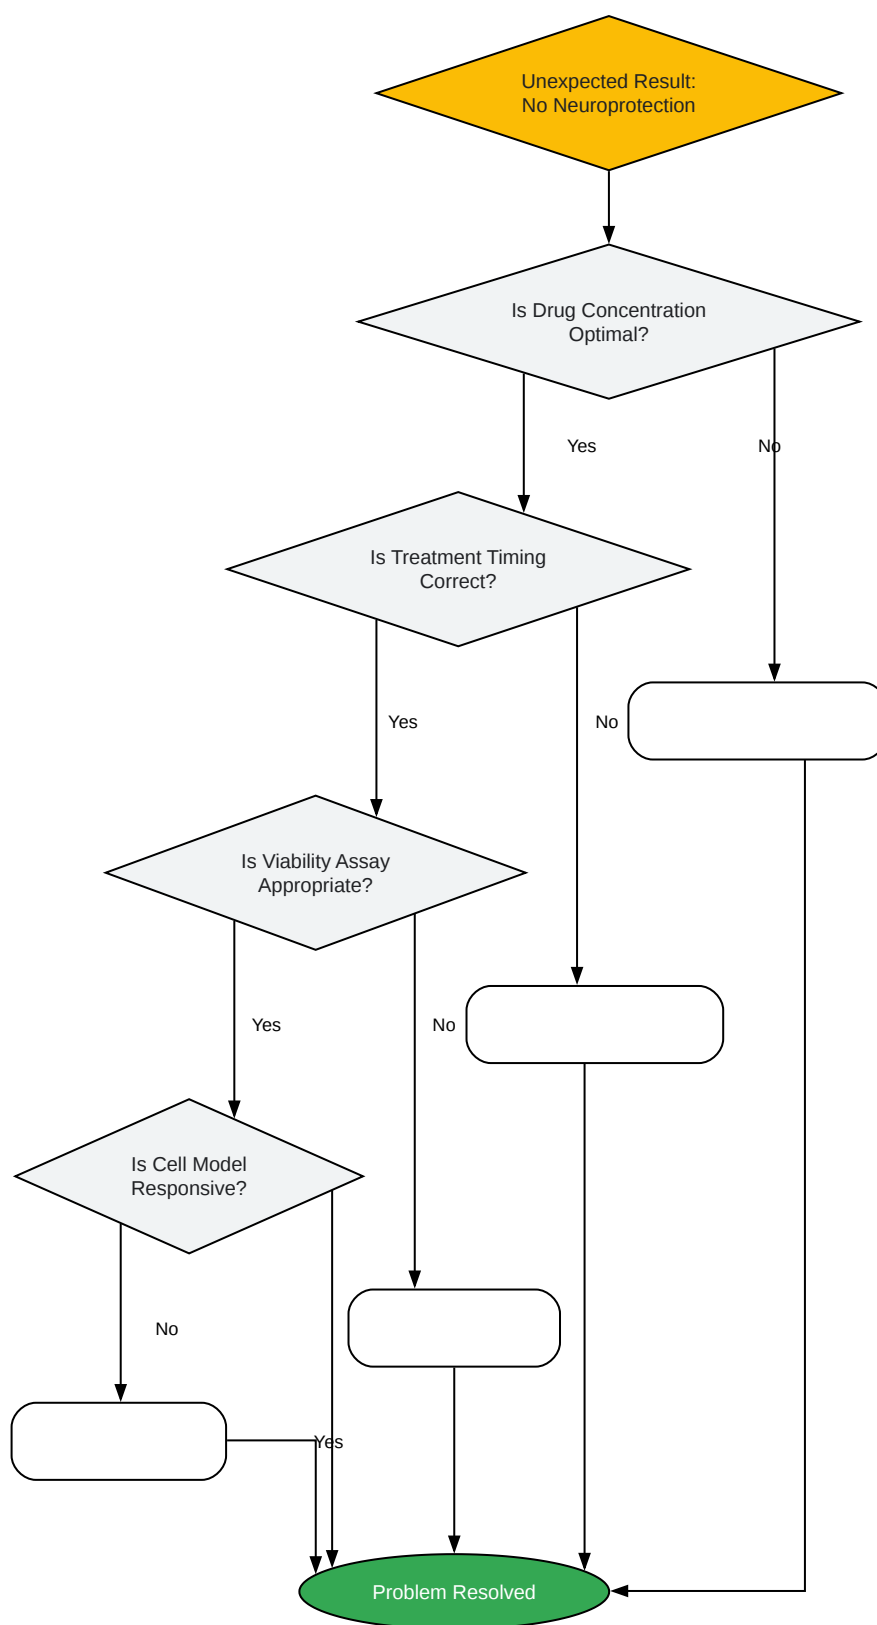 Unexpected Result:
No Neuroprotection
Is Drug Concentration
Optimal?
Yes
No
Is Treatment Timing
Correct?
Yes
No
Is Viability Assay
Appropriate?
Yes
No
Is Cell Model
Responsive?
No
Yes
Problem Resolved